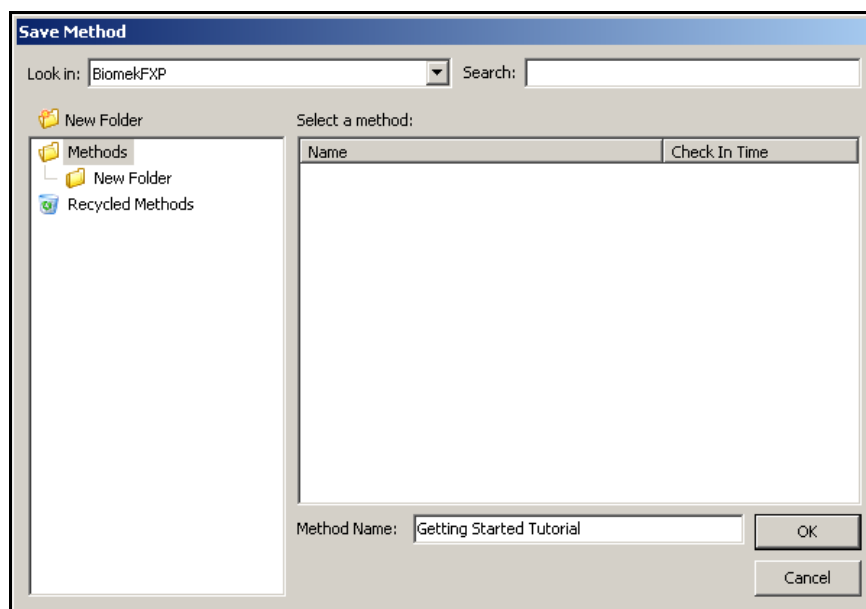 Save Method
Look in: BiomekFXP Search:
New Folder
Select a method:
Methods
New Folder
Recycled Methods
Name Check In Time
Method Name: Getting Started Tutorial OK
Cancel